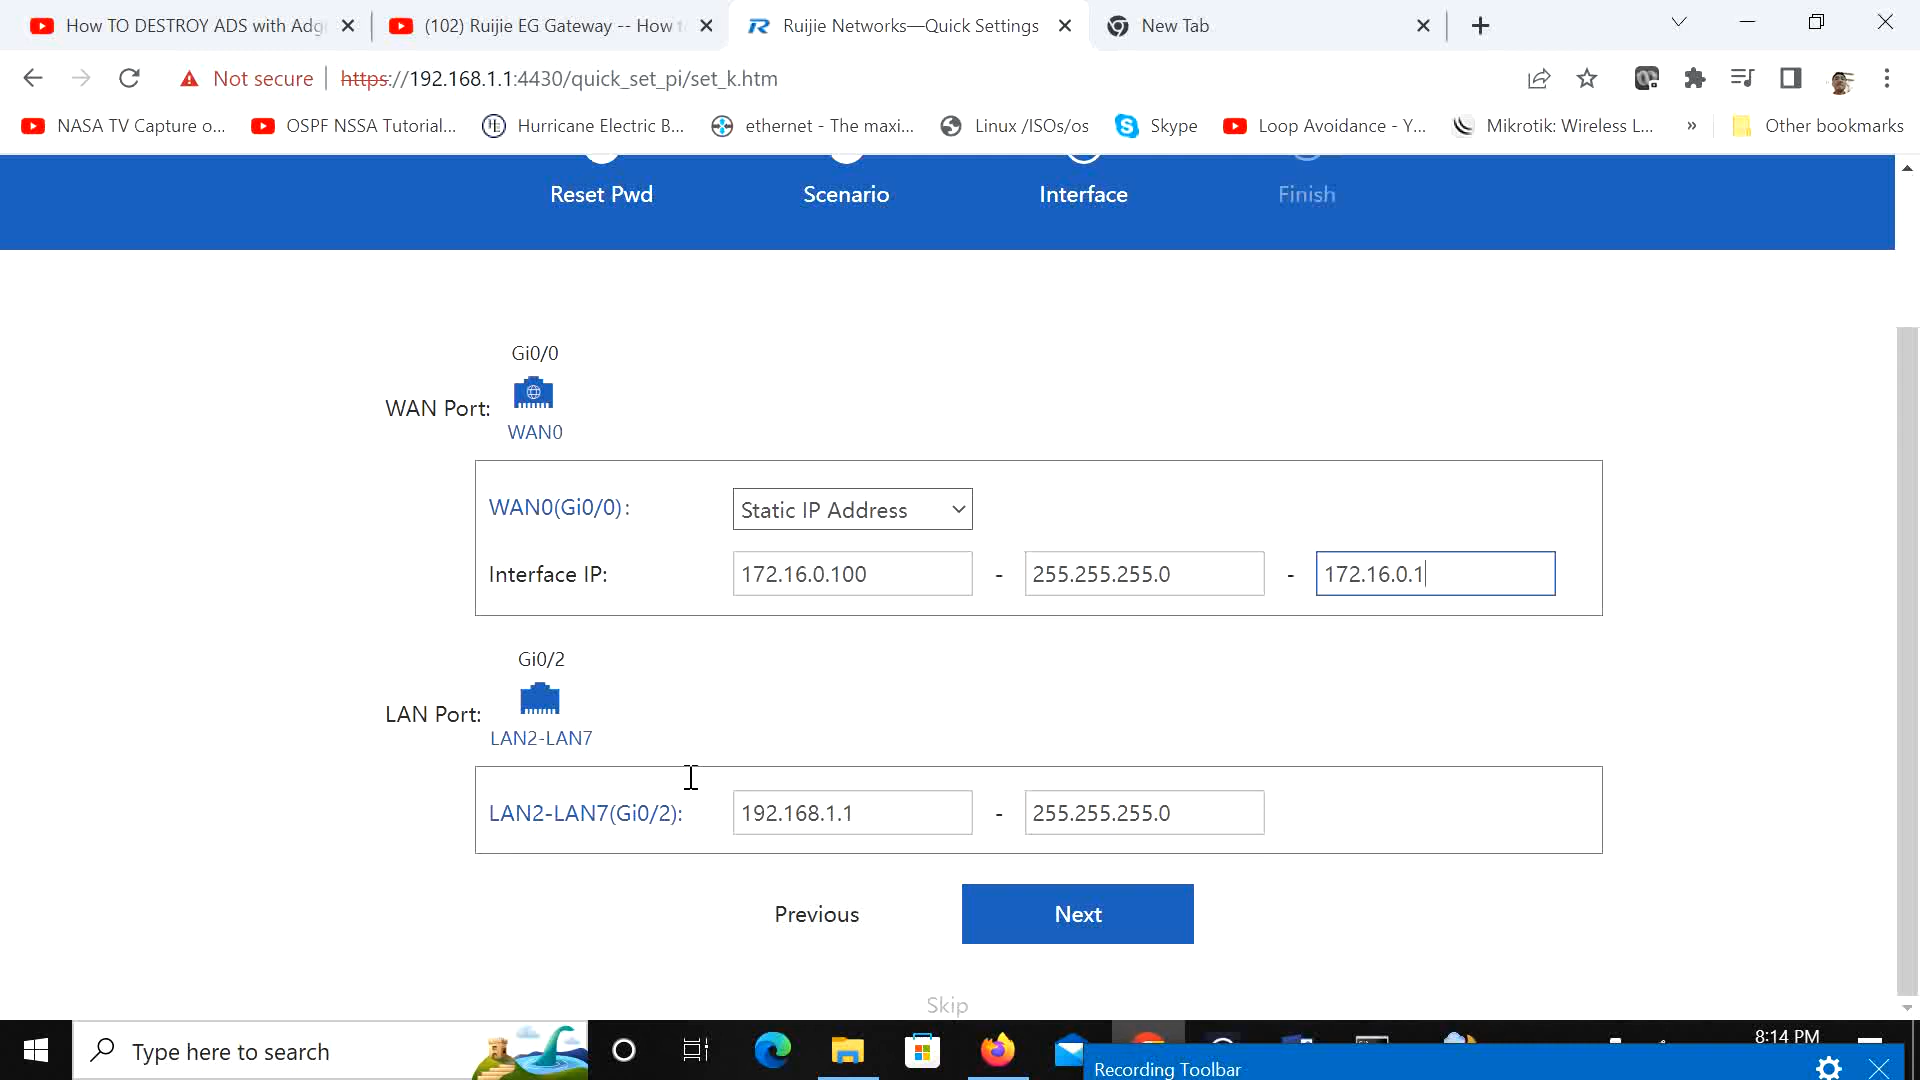 How TO DESTROY ADS with Adg
(102) Ruijie EG Gateway -- How t
Ruijie Networks—Quick Settings
New Tab
Not secure
https://192.168.1.1:4430/quick_set_pi/set_k.htm
NASA TV Capture o...
OSPF NSSA Tutorial...
Hurricane Electric B...
ethernet - The maxi...
Linux /ISOs/os
Skype
Loop Avoidance - Y...
Mikrotik: Wireless L...
»
Other bookmarks
Reset Pwd
Scenario
Interface
Finish
Gi0/0
WAN Port:
WAN0
WAN0(Gi0/0):
Static IP Address
Interface IP:
172.16.0.100
-
255.255.255.0
-
172.16.0.1
Gi0/2
LAN Port:
LAN2-LAN7
LAN2-LAN7(Gi0/2):
192.168.1.1
-
255.255.255.0
Previous
Next
Skip
Type here to search
8:14 PM
Recording Toolbar